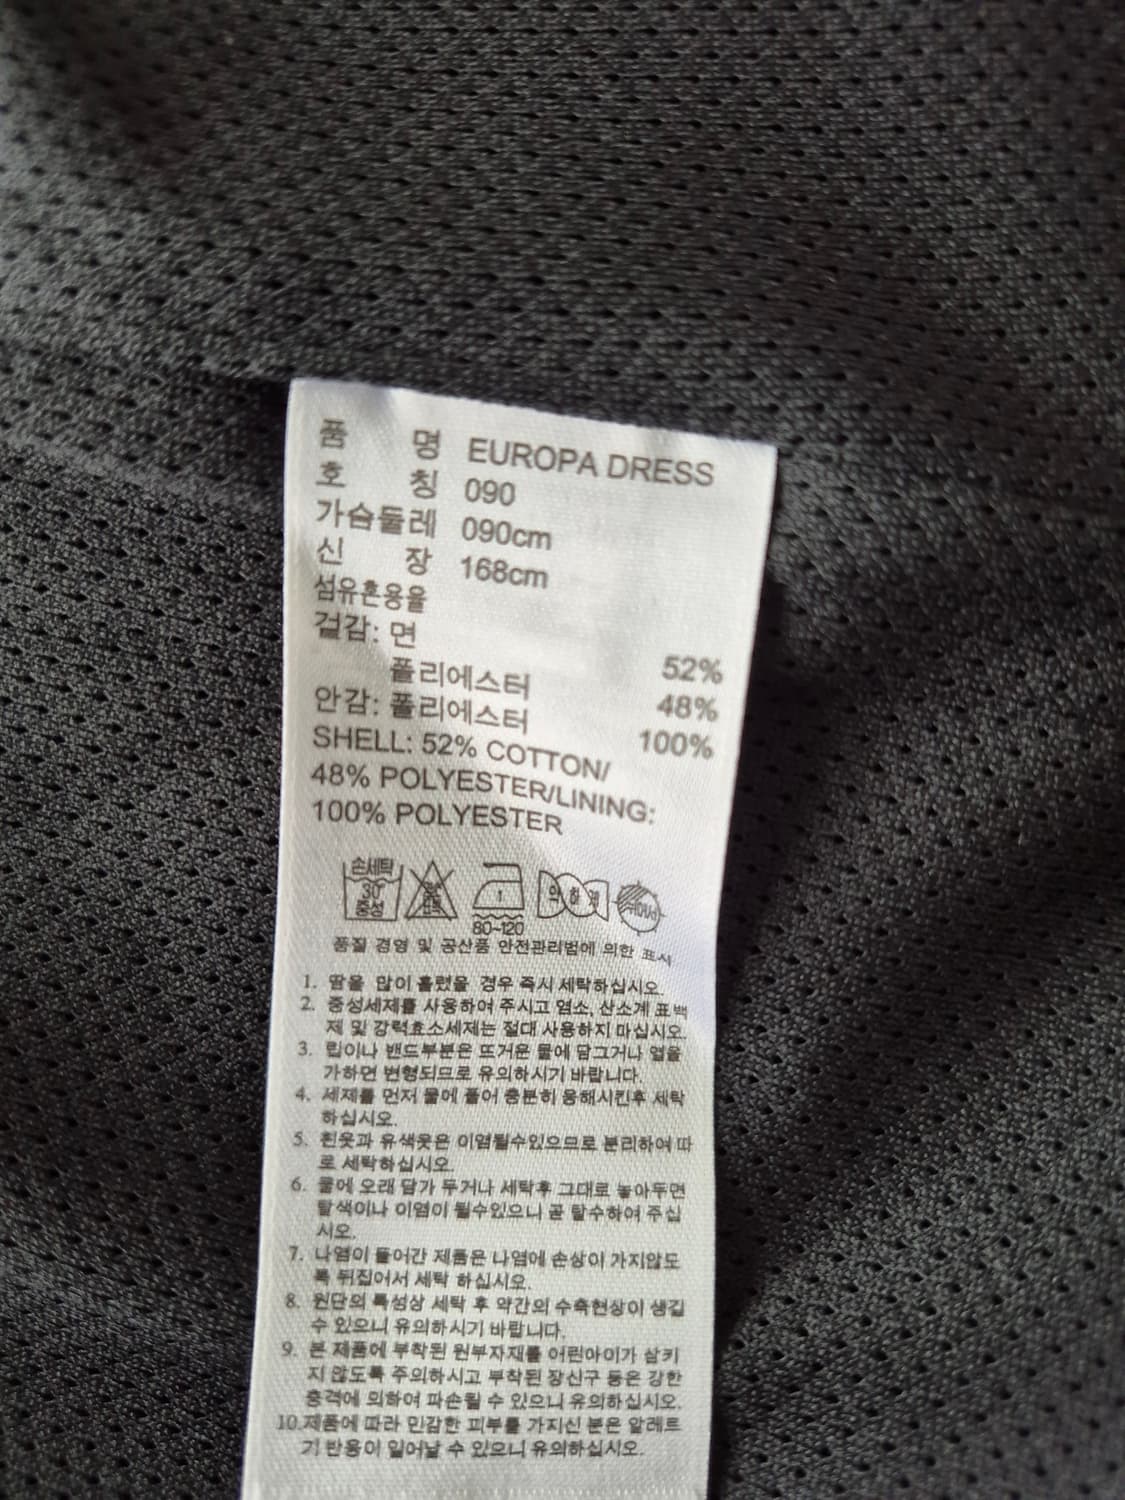 품 명 EUROPA DRESS
호 칭 090
가슴둘레 090cm
신 장 168cm
섬유혼용율
겉감: 면 52%
폴리에스터 48%
안감: 폴리에스터 100%
SHELL: 52% COTTON/
48% POLYESTER/LINING:
100% POLYESTER
손세탁
30
중성
80~120
품질 경영 및 공산품 안전관리법에 의한 표시
1. 땀을 많이 흘렸을 경우 즉시 세탁하십시오
2. 중성세제를 사용하여 주시고 염소, 산소계 표백
제 및 강력효소세제는 절대 사용하지 마십시오.
3. 립이나 밴드부분은 뜨거운 물에 담그거나 열을
가하면 변형되므로 유의하시기 바랍니다.
4. 세제를 먼저 물에 풀어 충분히 용해시킨후 세탁
하십시오.
5. 흰옷과 유색옷은 이염될수있으므로 분리하여 따
로 세탁하십시오.
6. 물에 오래 담가 두거나 세탁후 그대로 놓아두면
탈색이나 이염이 될수있으니 곧 탈수하여 주십
시오.
7. 나염이 들어간 제품은 나염에 손상이 가지않도
록 뒤집어서 세탁 하십시오.
8. 원단의 특성상 세탁 후 약간의 수축현상이 생길
수 있으니 유의하시기 바랍니다.
9. 본 제품에 부착된 원부자재를 어린아이가 삼키
지 않도록 주의하시고 부착된 장신구 등은 강한
충격에 의하여 파손될 수 있으니 유의하십시오.
10.제품에 따라 민감한 피부를 가지신 분은 알레르
기 반응이 일어날 수 있으니 유의하십시오.